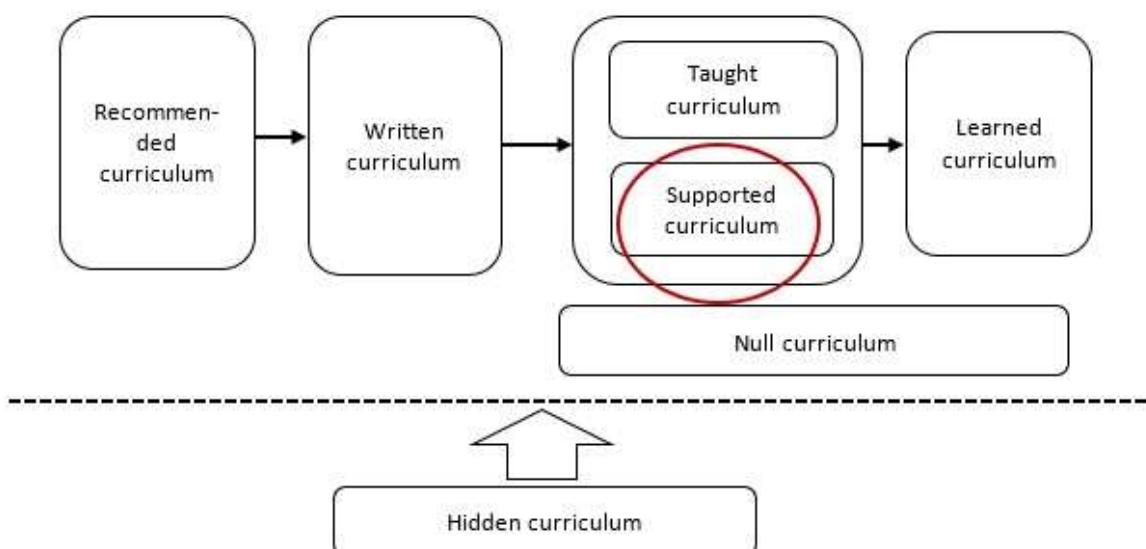 Recommen-
ded
curriculum
Written
curriculum
Taught
curriculum
Supported
curriculum
Learned
curriculum
Null curriculum
Hidden curriculum